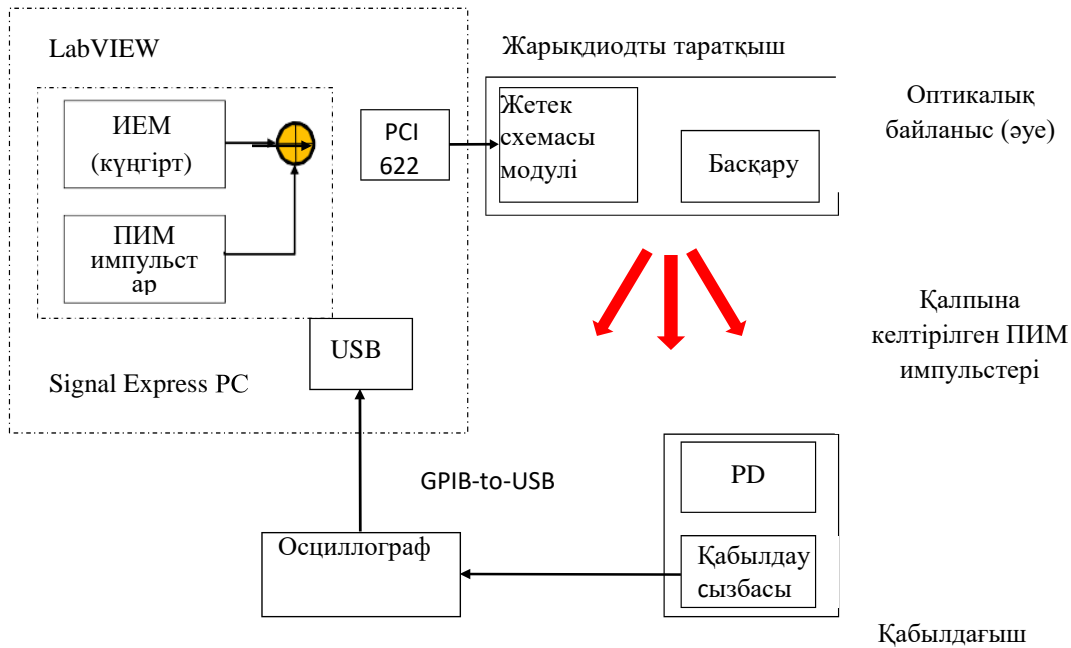 LabVIEW
ИЕМ
(күңгірт)
ПИМ
импульст
ар
PCI
622
USB
Signal Express PC
Жарықдиодты таратқыш
Жетек
схемасы
модулі
Басқару
Оптикалық
байланыс (әуе)
Қалпына
келтірілген ПИМ
импульстері
GPIB-to-USB
Осциллограф
PD
Қабылдау
сызбасы
Қабылдағыш